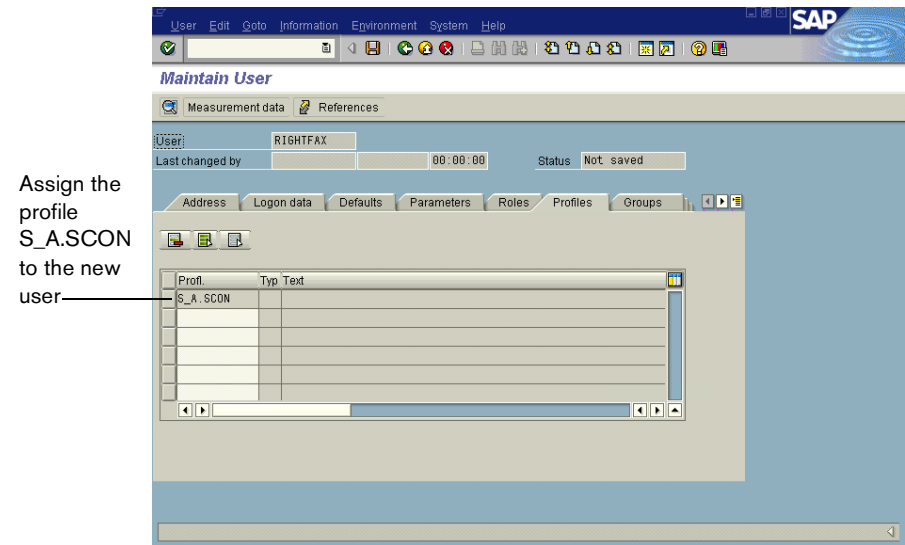 User Edit Goto Information Environment System Help
SAP
Maintain User
Measurement data References
User RIGHTFAX
Last changed by 00:00:00 Status Not saved
Address Logon data Defaults Parameters Roles Profiles Groups
Assign the
profile
S_A.SCON
to the new
user
Profl. Typ Text
S_A.SCON